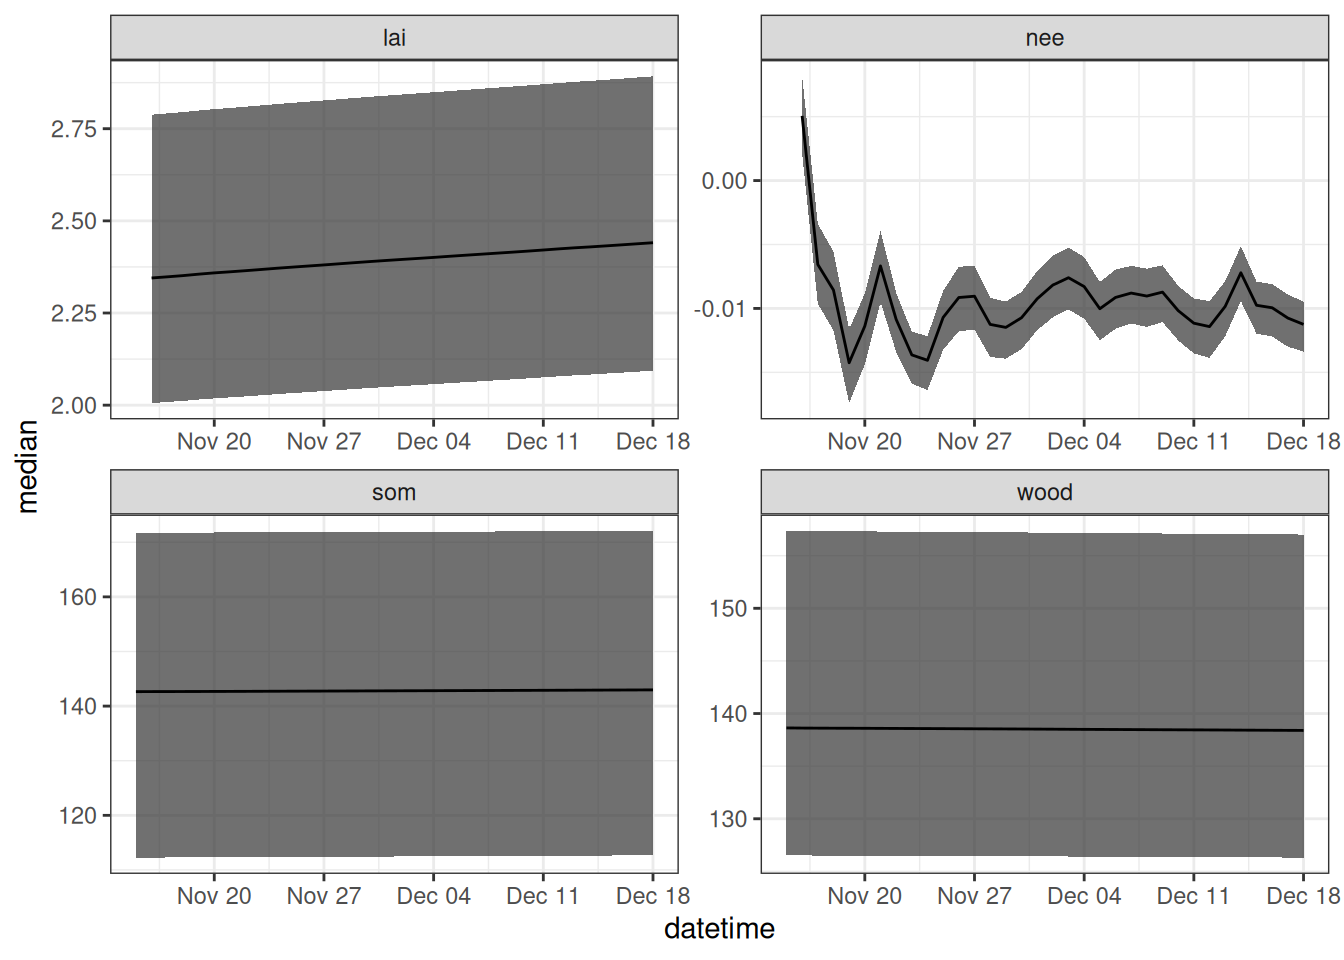 lai
nee
2.75
2.50
2.25
2.00
0.00
-0.01
Nov 20 Nov 27 Dec 04 Dec 11 Dec 18
Nov 20 Nov 27 Dec 04 Dec 11 Dec 18
median
som
wood
160
140
120
150
140
130
Nov 20 Nov 27 Dec 04 Dec 11 Dec 18
Nov 20 Nov 27 Dec 04 Dec 11 Dec 18
datetime